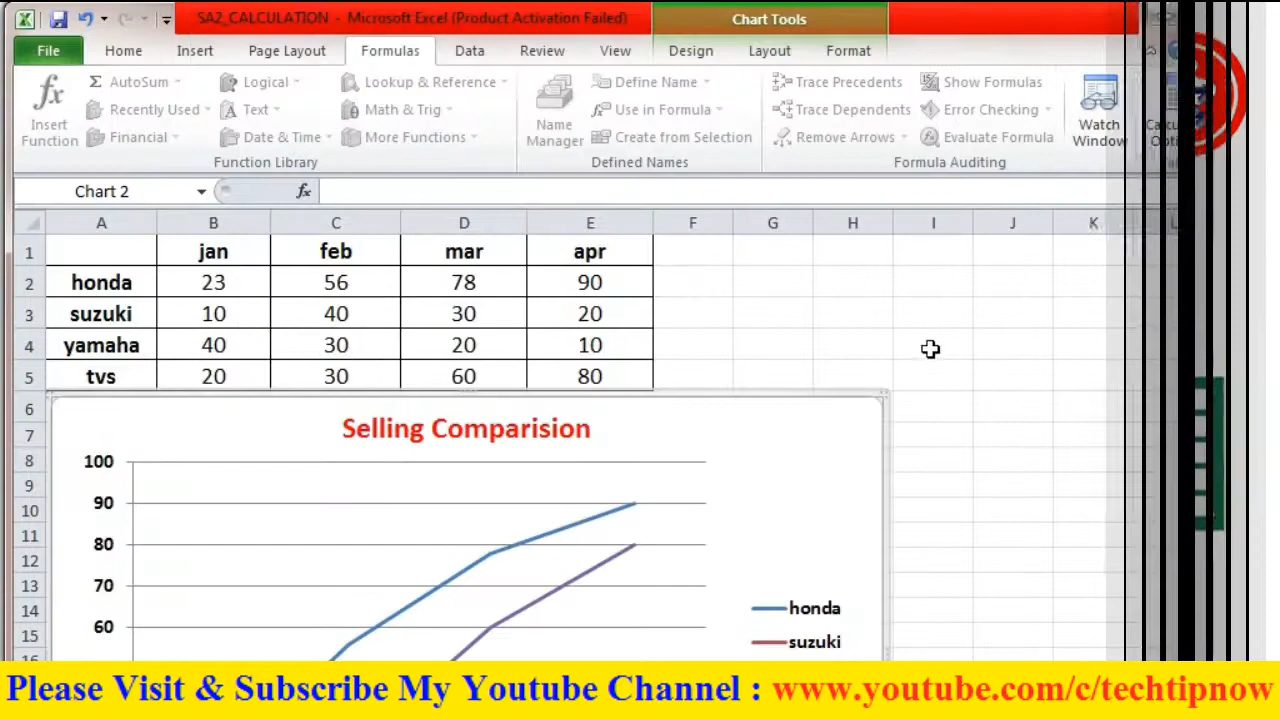 SA2_CALCULATION - Microsoft Excel (Product Activation Failed)
Chart Tools
File Home Insert Page Layout Formulas Data Review View Design Layout Format
fx Insert Function
Σ AutoSum
Recently Used
Financial
Logical
Text
Date & Time
Lookup & Reference
Math & Trig
More Functions
Function Library
Name Manager
Define Name
Use in Formula
Create from Selection
Defined Names
Trace Precedents
Trace Dependents
Remove Arrows
Show Formulas
Error Checking
Evaluate Formula
Formula Auditing
Watch Window
Chart 2 fx
A B C D E F G H I J K
1 jan feb mar apr
2 honda 23 56 78 90
3 suzuki 10 40 30 20
4 yamaha 40 30 20 10
5 tvs 20 30 60 80
6
7 Selling Comparision
8 100
9
10 90
11
12 80
13 70
14 honda
15 60 suzuki
Please Visit & Subscribe My Youtube Channel : www.youtube.com/c/techtipnow